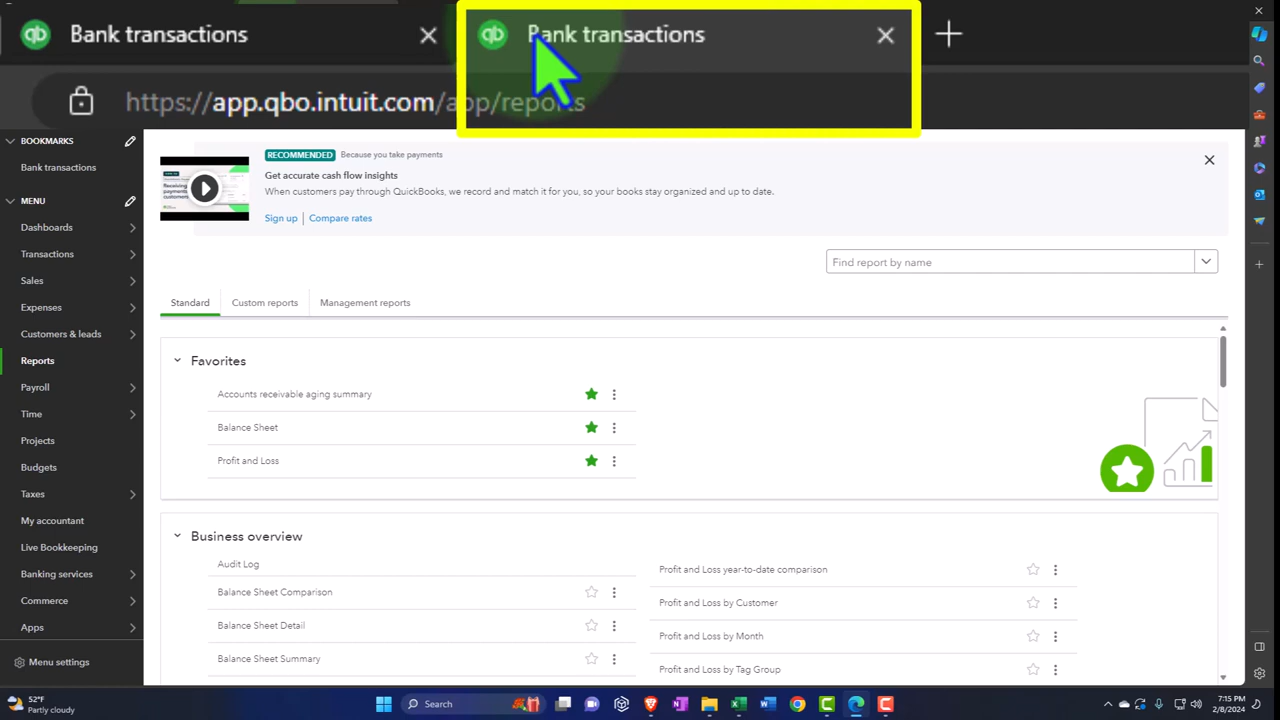 qb Bank transactions
qb Bank transactions
https://app.qbo.intuit.com/app/reports
BOOKMARKS
Bank transactions
MENU
Dashboards
Transactions
Sales
Expenses
Customers & leads
Reports
Payroll
Time
Projects
Budgets
Taxes
My accountant
Live Bookkeeping
Banking services
Commerce
Apps
Menu settings
RECOMMENDED Because you take payments
Get accurate cash flow insights
When customers pay through QuickBooks, we record and match it for you, so your books stay organized and up to date.
Sign up Compare rates
Find report by name
Standard Custom reports Management reports
Favorites
Accounts receivable aging summary
Balance Sheet
Profit and Loss
Business overview
Audit Log
Balance Sheet Comparison
Balance Sheet Detail
Balance Sheet Summary
Profit and Loss year-to-date comparison
Profit and Loss by Customer
Profit and Loss by Month
Profit and Loss by Tag Group
52°F
Partly cloudy
Search
7:15 PM
2/8/2024